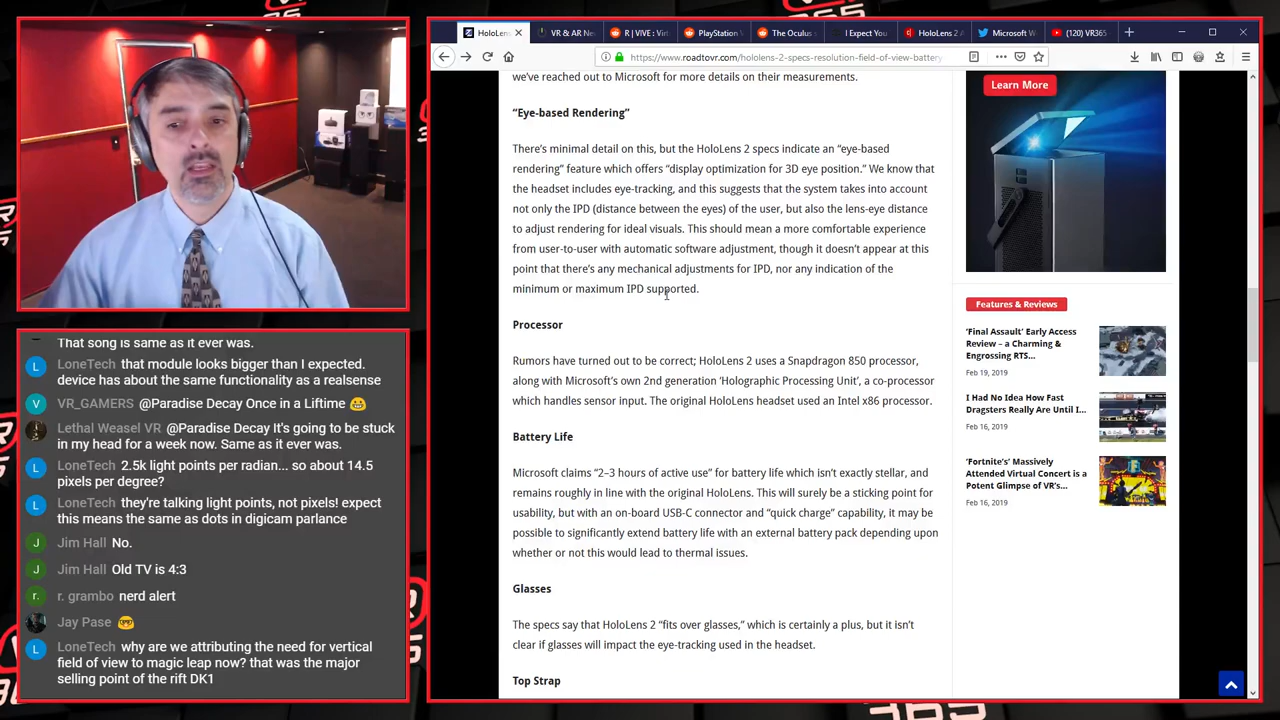 That song is same as it ever was.
LoneTech that module looks bigger than I expected.
device has about the same functionality as a realsense
VR_GAMERS @Paradise Decay Once in a Liftime
Lethal Weasel VR @Paradise Decay It's going to be stuck
in my head for a week now. Same as it ever was.
LoneTech 2.5k light points per radian... so about 14.5
pixels per degree?
LoneTech they're talking light points, not pixels! expect
this means the same as dots in digicam parlance
Jim Hall No.
Jim Hall Old TV is 4:3
r. grambo nerd alert
Jay Pase
LoneTech why are we attributing the need for vertical
field of view to magic leap now? that was the major
selling point of the rift DK1
HoloLens
VR & AR Ne
R | VIVE : Virt
PlayStation V
The Oculus s
I Expect You
HoloLens 2 A
Microsoft W
(120) VR365
https://www.roadtovr.com/hololens-2-specs-resolution-field-of-view-battery
we've reached out to Microsoft for more details on their measurements.
“Eye-based Rendering”
There's minimal detail on this, but the HoloLens 2 specs indicate an “eye-based
rendering” feature which offers “display optimization for 3D eye position.” We know that
the headset includes eye-tracking, and this suggests that the system takes into account
not only the IPD (distance between the eyes) of the user, but also the lens-eye distance
to adjust rendering for ideal visuals. This should mean a more comfortable experience
from user-to-user with automatic software adjustment, though it doesn't appear at this
point that there's any mechanical adjustments for IPD, nor any indication of the
minimum or maximum IPD supported.
Processor
Rumors have turned out to be correct; HoloLens 2 uses a Snapdragon 850 processor,
along with Microsoft's own 2nd generation ‘Holographic Processing Unit’, a co-processor
which handles sensor input. The original HoloLens headset used an Intel x86 processor.
Battery Life
Microsoft claims “2–3 hours of active use” for battery life which isn't exactly stellar, and
remains roughly in line with the original HoloLens. This will surely be a sticking point for
usability, but with an on-board USB-C connector and “quick charge” capability, it may be
possible to significantly extend battery life with an external battery pack depending upon
whether or not this would lead to thermal issues.
Glasses
The specs say that HoloLens 2 “fits over glasses,” which is certainly a plus, but it isn't
clear if glasses will impact the eye-tracking used in the headset.
Top Strap
Learn More
Features & Reviews
‘Final Assault’ Early Access
Review – a Charming &
Engrossing RTS...
Feb 19, 2019
I Had No Idea How Fast
Dragsters Really Are Until I...
Feb 16, 2019
‘Fortnite's’ Massively
Attended Virtual Concert is a
Potent Glimpse of VR's...
Feb 16, 2019